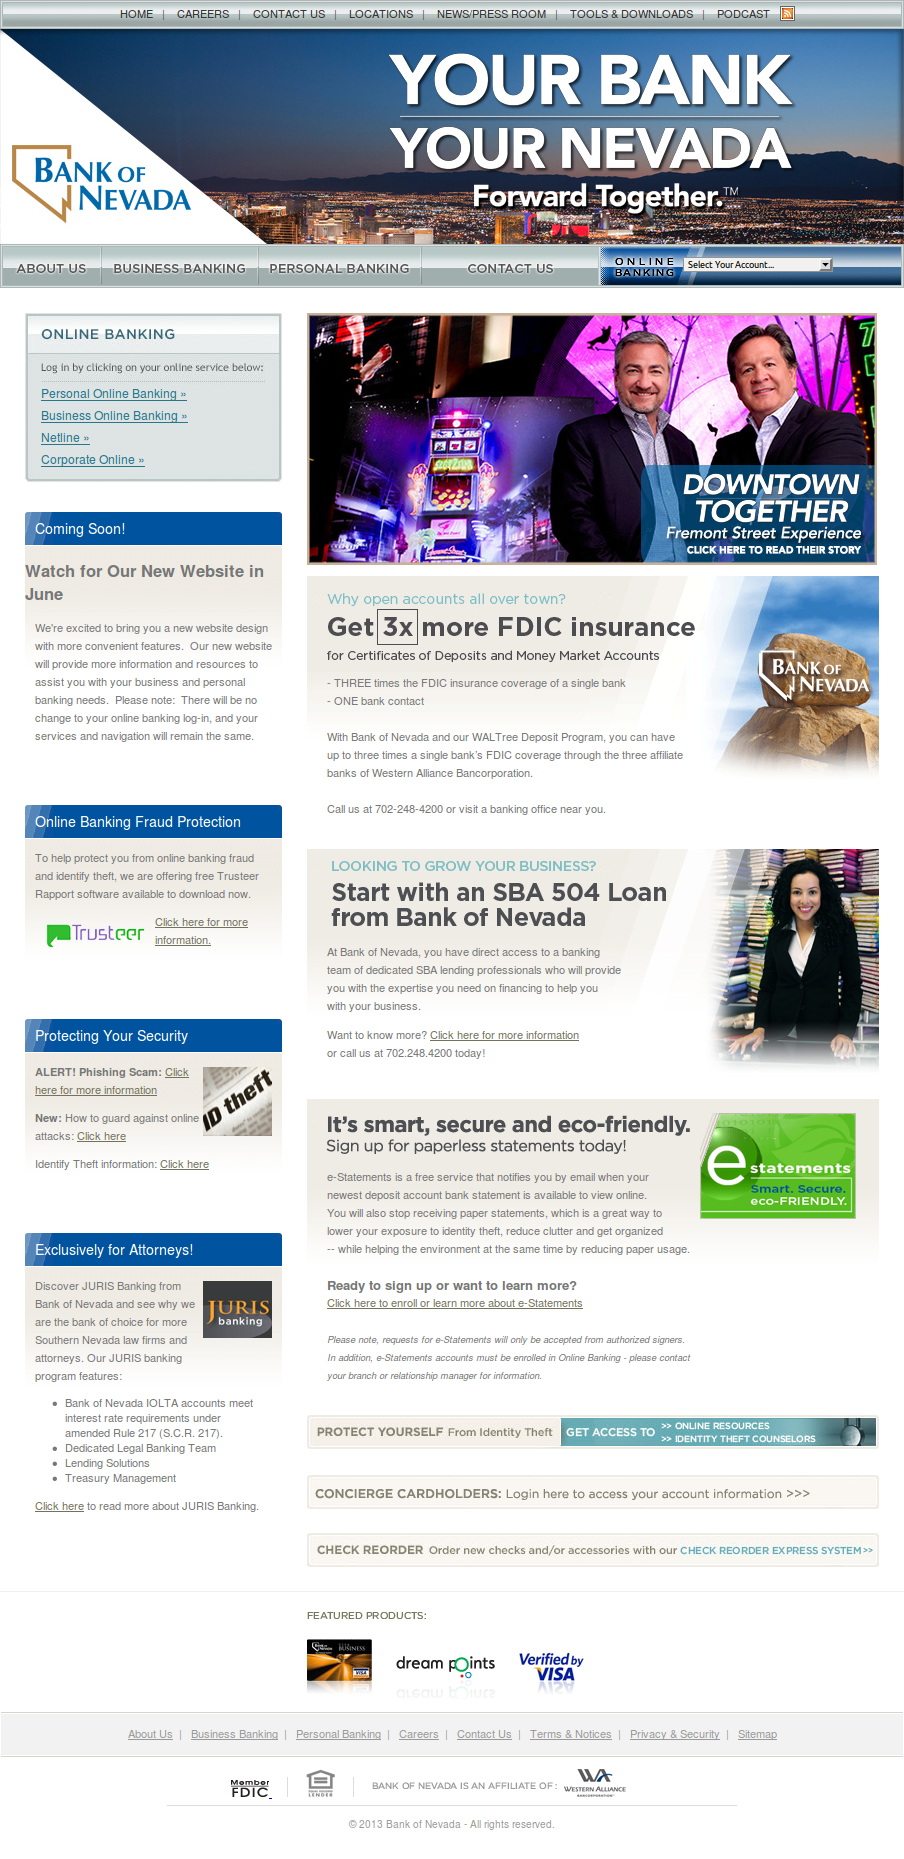 HOME | CAREERS | CONTACT US | LOCATIONS | NEWS/PRESS ROOM | TOOLS & DOWNLOADS | PODCAST
YOUR BANK
YOUR NEVADA
Forward Together.™
BANK OF
NEVADA
ABOUT US
BUSINESS BANKING
PERSONAL BANKING
CONTACT US
ONLINE
BANKING
Select Your Account...
ONLINE BANKING
Log in by clicking on your online service below:
Personal Online Banking »
Business Online Banking »
Netline »
Corporate Online »
Coming Soon!
Watch for Our New Website in
June
We're excited to bring you a new website design
with more convenient features. Our new website
will provide more information and resources to
assist you with your business and personal
banking needs. Please note: There will be no
change to your online banking log-in, and your
services and navigation will remain the same.
Online Banking Fraud Protection
To help protect you from online banking fraud
and identify theft, we are offering free Trusteer
Rapport software available to download now.
Trusteer
Click here for more
information.
Protecting Your Security
ALERT! Phishing Scam: Click
here for more information
New: How to guard against online
attacks: Click here
Identify Theft information: Click here
ID theft
Exclusively for Attorneys!
Discover JURIS Banking from
Bank of Nevada and see why we
are the bank of choice for more
Southern Nevada law firms and
attorneys. Our JURIS banking
program features:
JURIS
banking
• Bank of Nevada IOLTA accounts meet
interest rate requirements under
amended Rule 217 (S.C.R. 217).
• Dedicated Legal Banking Team
• Lending Solutions
• Treasury Management
Click here to read more about JURIS Banking.
DOWNTOWN
TOGETHER
Fremont Street Experience
CLICK HERE TO READ THEIR STORY
Why open accounts all over town?
Get 3x more FDIC insurance
for Certificates of Deposits and Money Market Accounts
- THREE times the FDIC insurance coverage of a single bank
- ONE bank contact
With Bank of Nevada and our WALTree Deposit Program, you can have
up to three times a single bank's FDIC coverage through the three affiliate
banks of Western Alliance Bancorporation.
Call us at 702-248-4200 or visit a banking office near you.
BANK OF
NEVADA
LOOKING TO GROW YOUR BUSINESS?
Start with an SBA 504 Loan
from Bank of Nevada
At Bank of Nevada, you have direct access to a banking
team of dedicated SBA lending professionals who will provide
you with the expertise you need on financing to help you
with your business.
Want to know more? Click here for more information
or call us at 702.248.4200 today!
It's smart, secure and eco-friendly.
Sign up for paperless statements today!
e-Statements is a free service that notifies you by email when your
newest deposit account bank statement is available to view online.
You will also stop receiving paper statements, which is a great way to
lower your exposure to identity theft, reduce clutter and get organized
-- while helping the environment at the same time by reducing paper usage.
e statements
Smart. Secure.
eco-FRIENDLY.
Ready to sign up or want to learn more?
Click here to enroll or learn more about e-Statements
Please note, requests for e-Statements will only be accepted from authorized signers.
In addition, e-Statements accounts must be enrolled in Online Banking - please contact
your branch or relationship manager for information.
PROTECT YOURSELF From Identity Theft
GET ACCESS TO
>> ONLINE RESOURCES
>> IDENTITY THEFT COUNSELORS
CONCIERGE CARDHOLDERS: Login here to access your account information >>>
CHECK REORDER Order new checks and/or accessories with our CHECK REORDER EXPRESS SYSTEM>>
FEATURED PRODUCTS:
BUSINESS
VISA
dream points
Verified by
VISA
About Us | Business Banking | Personal Banking | Careers | Contact Us | Terms & Notices | Privacy & Security | Sitemap
Member
FDIC
LENDER
BANK OF NEVADA IS AN AFFILIATE OF:
WA
WESTERN ALLIANCE
BANCORPORATION
© 2013 Bank of Nevada - All rights reserved.